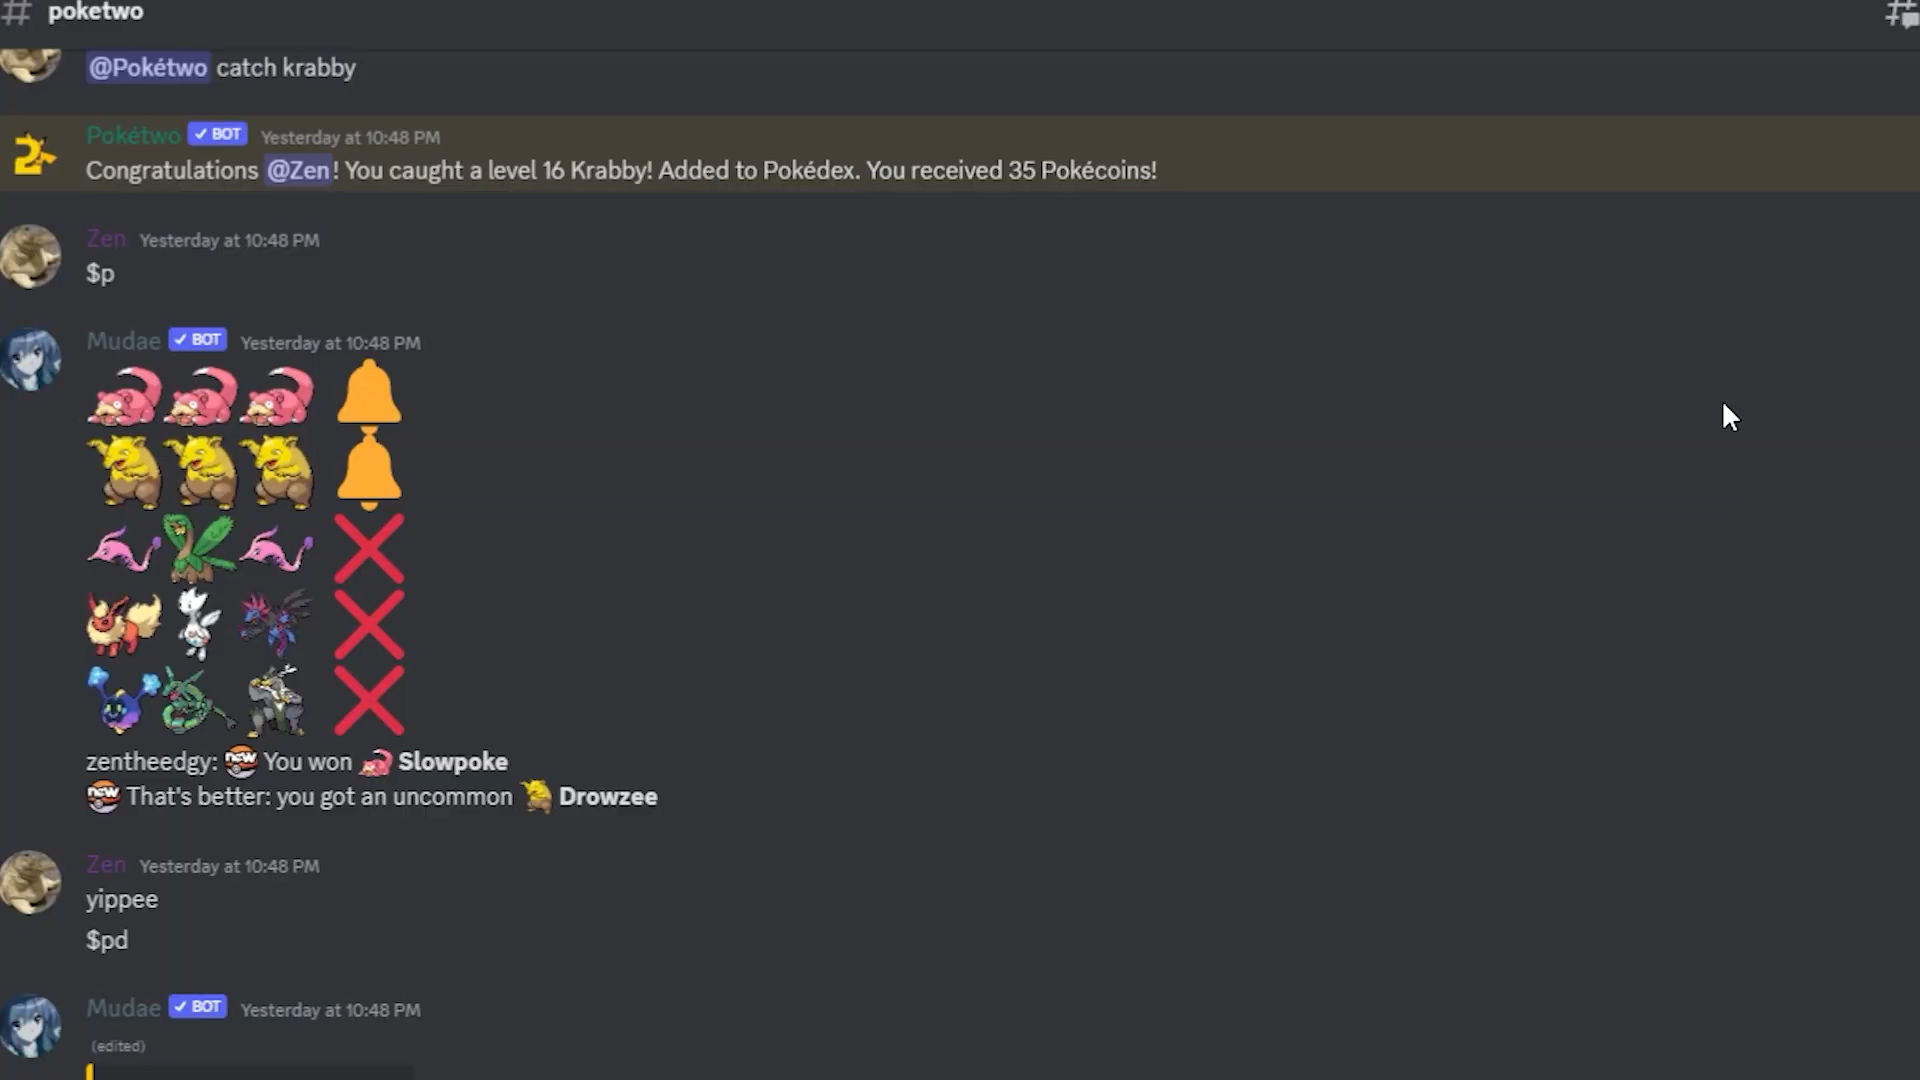 # poketwo
@Pokétwo catch krabby
Pokétwo ✓ BOT Yesterday at 10:48 PM
Congratulations @Zen! You caught a level 16 Krabby! Added to Pokédex. You received 35 Pokécoins!
Zen Yesterday at 10:48 PM
$p
Mudae ✓ BOT Yesterday at 10:48 PM
zentheedgy: new You won Slowpoke
new That's better: you got an uncommon Drowzee
Zen Yesterday at 10:48 PM
yippee
$pd
Mudae ✓ BOT Yesterday at 10:48 PM
(edited)